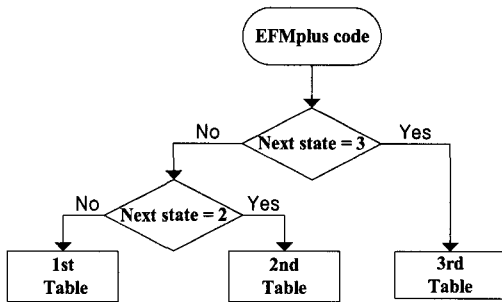 EFMplus code
No
Next state = 3
Yes
No
Next state = 2
Yes
1st
Table
2nd
Table
3rd
Table